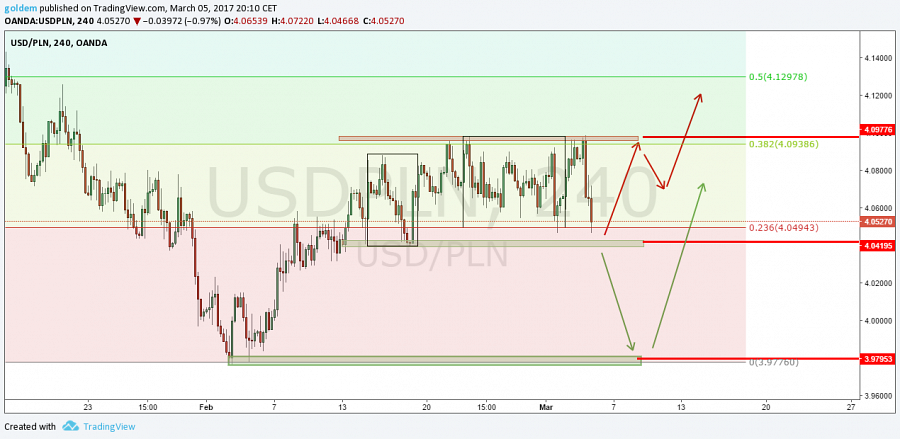 goldem published on TradingView.com, March 05, 2017 20:10 CET
OANDA:USDPLN, 240 4.05270 ▼ −0.03972 (−0.97%) O:4.06539 H:4.07220 L:4.04668 C:4.05270
USD/PLN, 240, OANDA
4.14000
0.5(4.12978)
4.12000
4.10000
4.09776
0.382(4.09386)
4.08000
USDPLN, 240
4.06000
4.05270
0.236(4.04943)
4.04195
USD/PLN
4.02000
4.00000
3.97953
0(3.97760)
3.96000
23 15:00 Feb 7 13 20 15:00 Mar 7 13 20 27
Created with TradingView